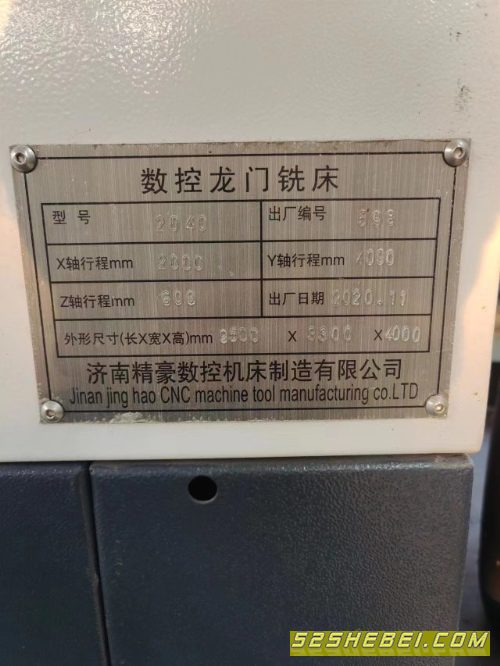 数控龙门铣床
型号 2040 出厂编号
X轴行程mm 2000 Y轴行程mm 4000
Z轴行程mm 出厂日期 2020.11
外形尺寸(长X宽X高)mm X X 4000
济南精豪数控机床制造有限公司
Jinan jing hao CNC machine tool manufacturing co.LTD
52SHEBEI.COM